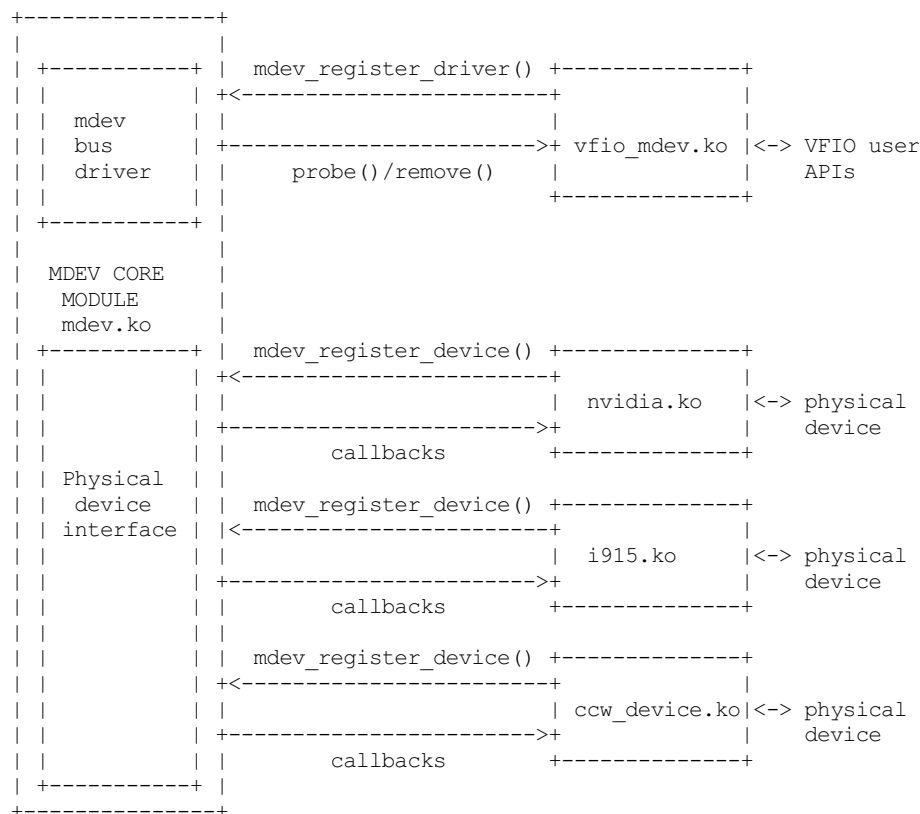 mdev_register_driver()
mdev
bus
driver
probe()/remove()
vfio_mdev.ko
<-> VFIO user
APIs
MDEV CORE
MODULE
mdev.ko
mdev_register_device()
nvidia.ko
<-> physical
device
callbacks
Physical
device
interface
mdev_register_device()
i915.ko
<-> physical
device
callbacks
mdev_register_device()
ccw_device.ko
<-> physical
device
callbacks